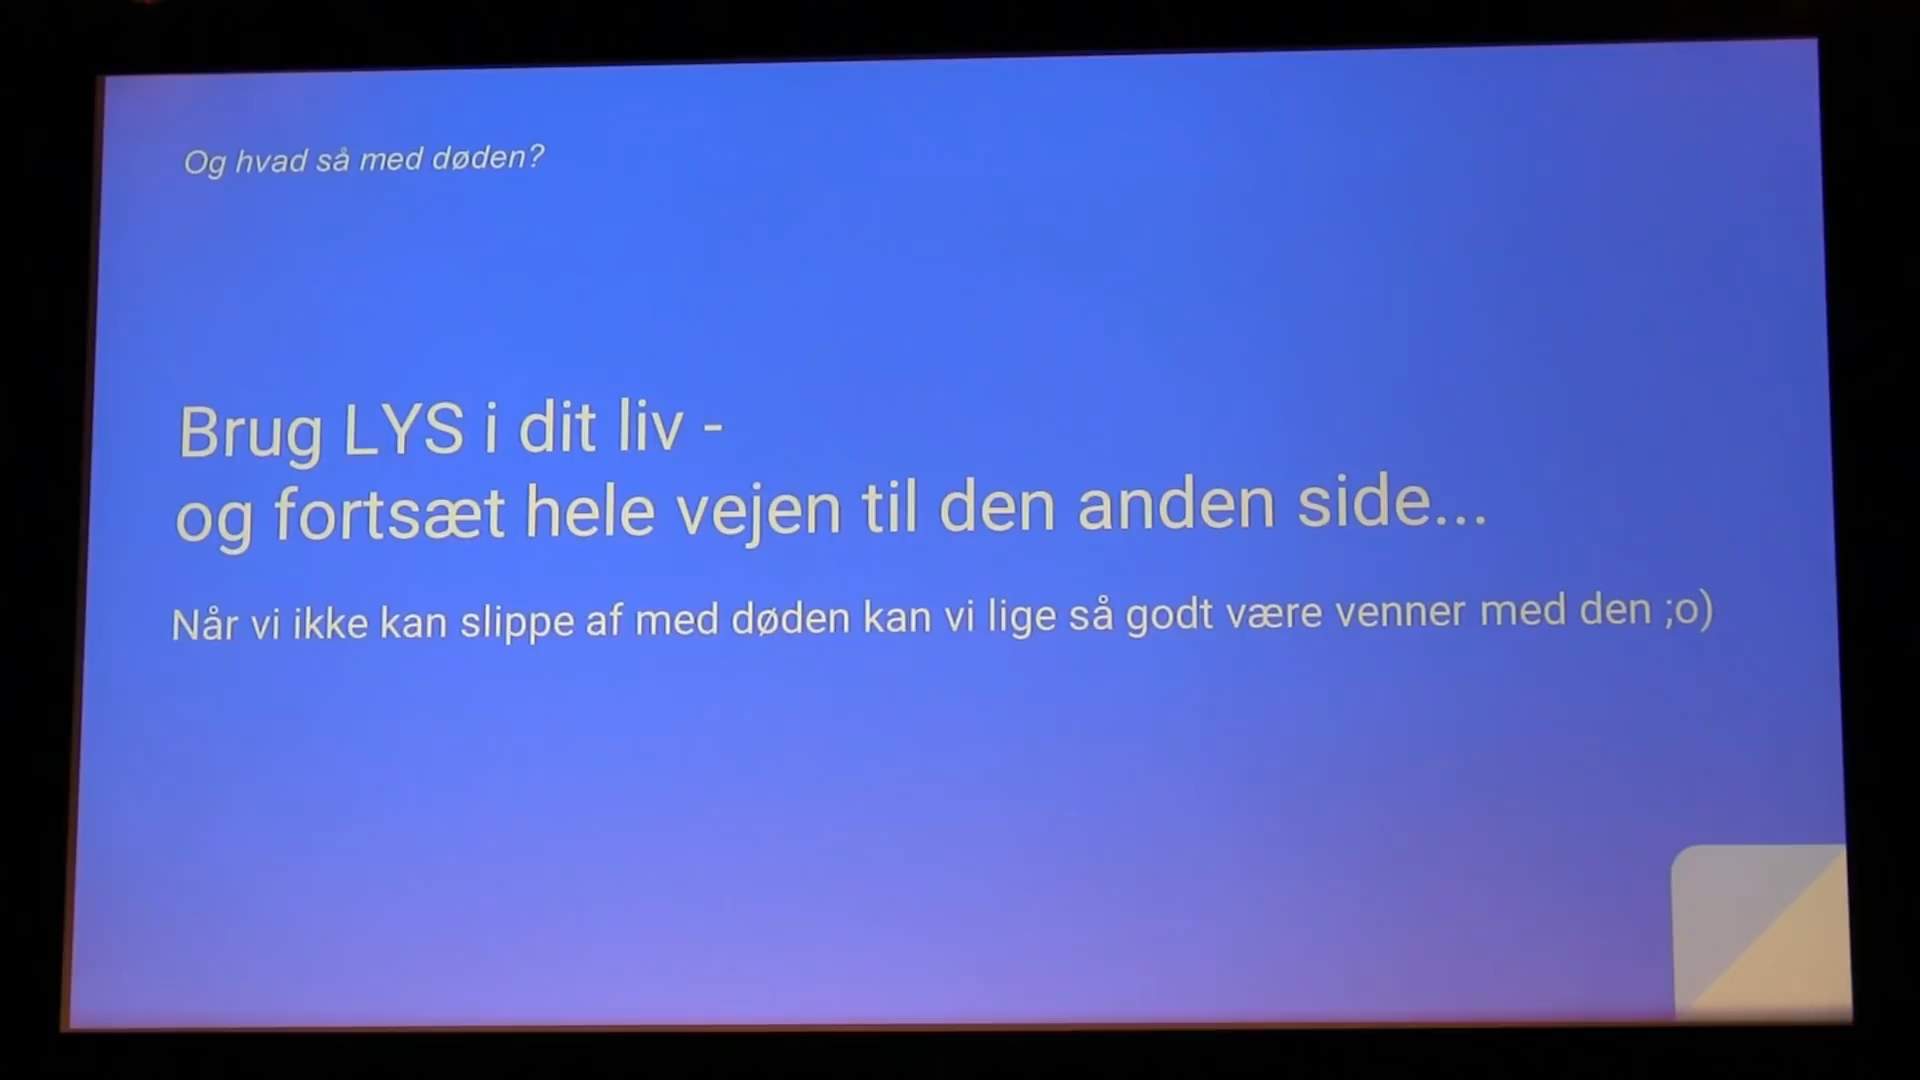 Og hvad så med døden?
Brug LYS i dit liv -
og fortsæt hele vejen til den anden side...
Når vi ikke kan slippe af med døden kan vi lige så godt være venner med den ;o)